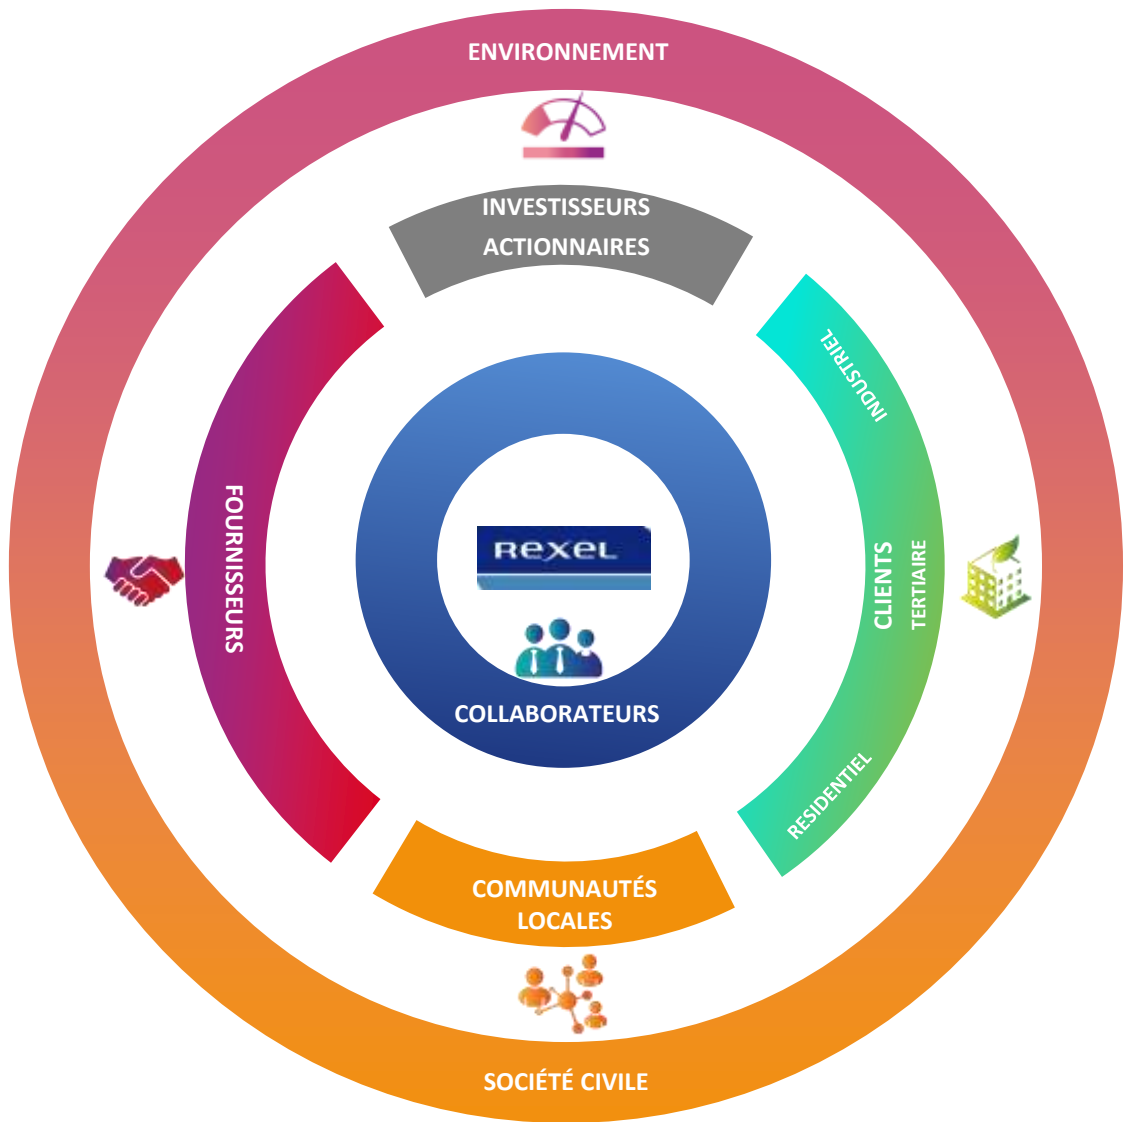 ENVIRONNEMENT
INVESTISSEURS
ACTIONNAIRES
INDUSTRIEL
FOURNISSEURS
CLIENTS
TERTIAIRE
REXEL
COLLABORATEURS
RESIDENTIEL
COMMUNAUTÉS
LOCALES
SOCIÉTÉ CIVILE